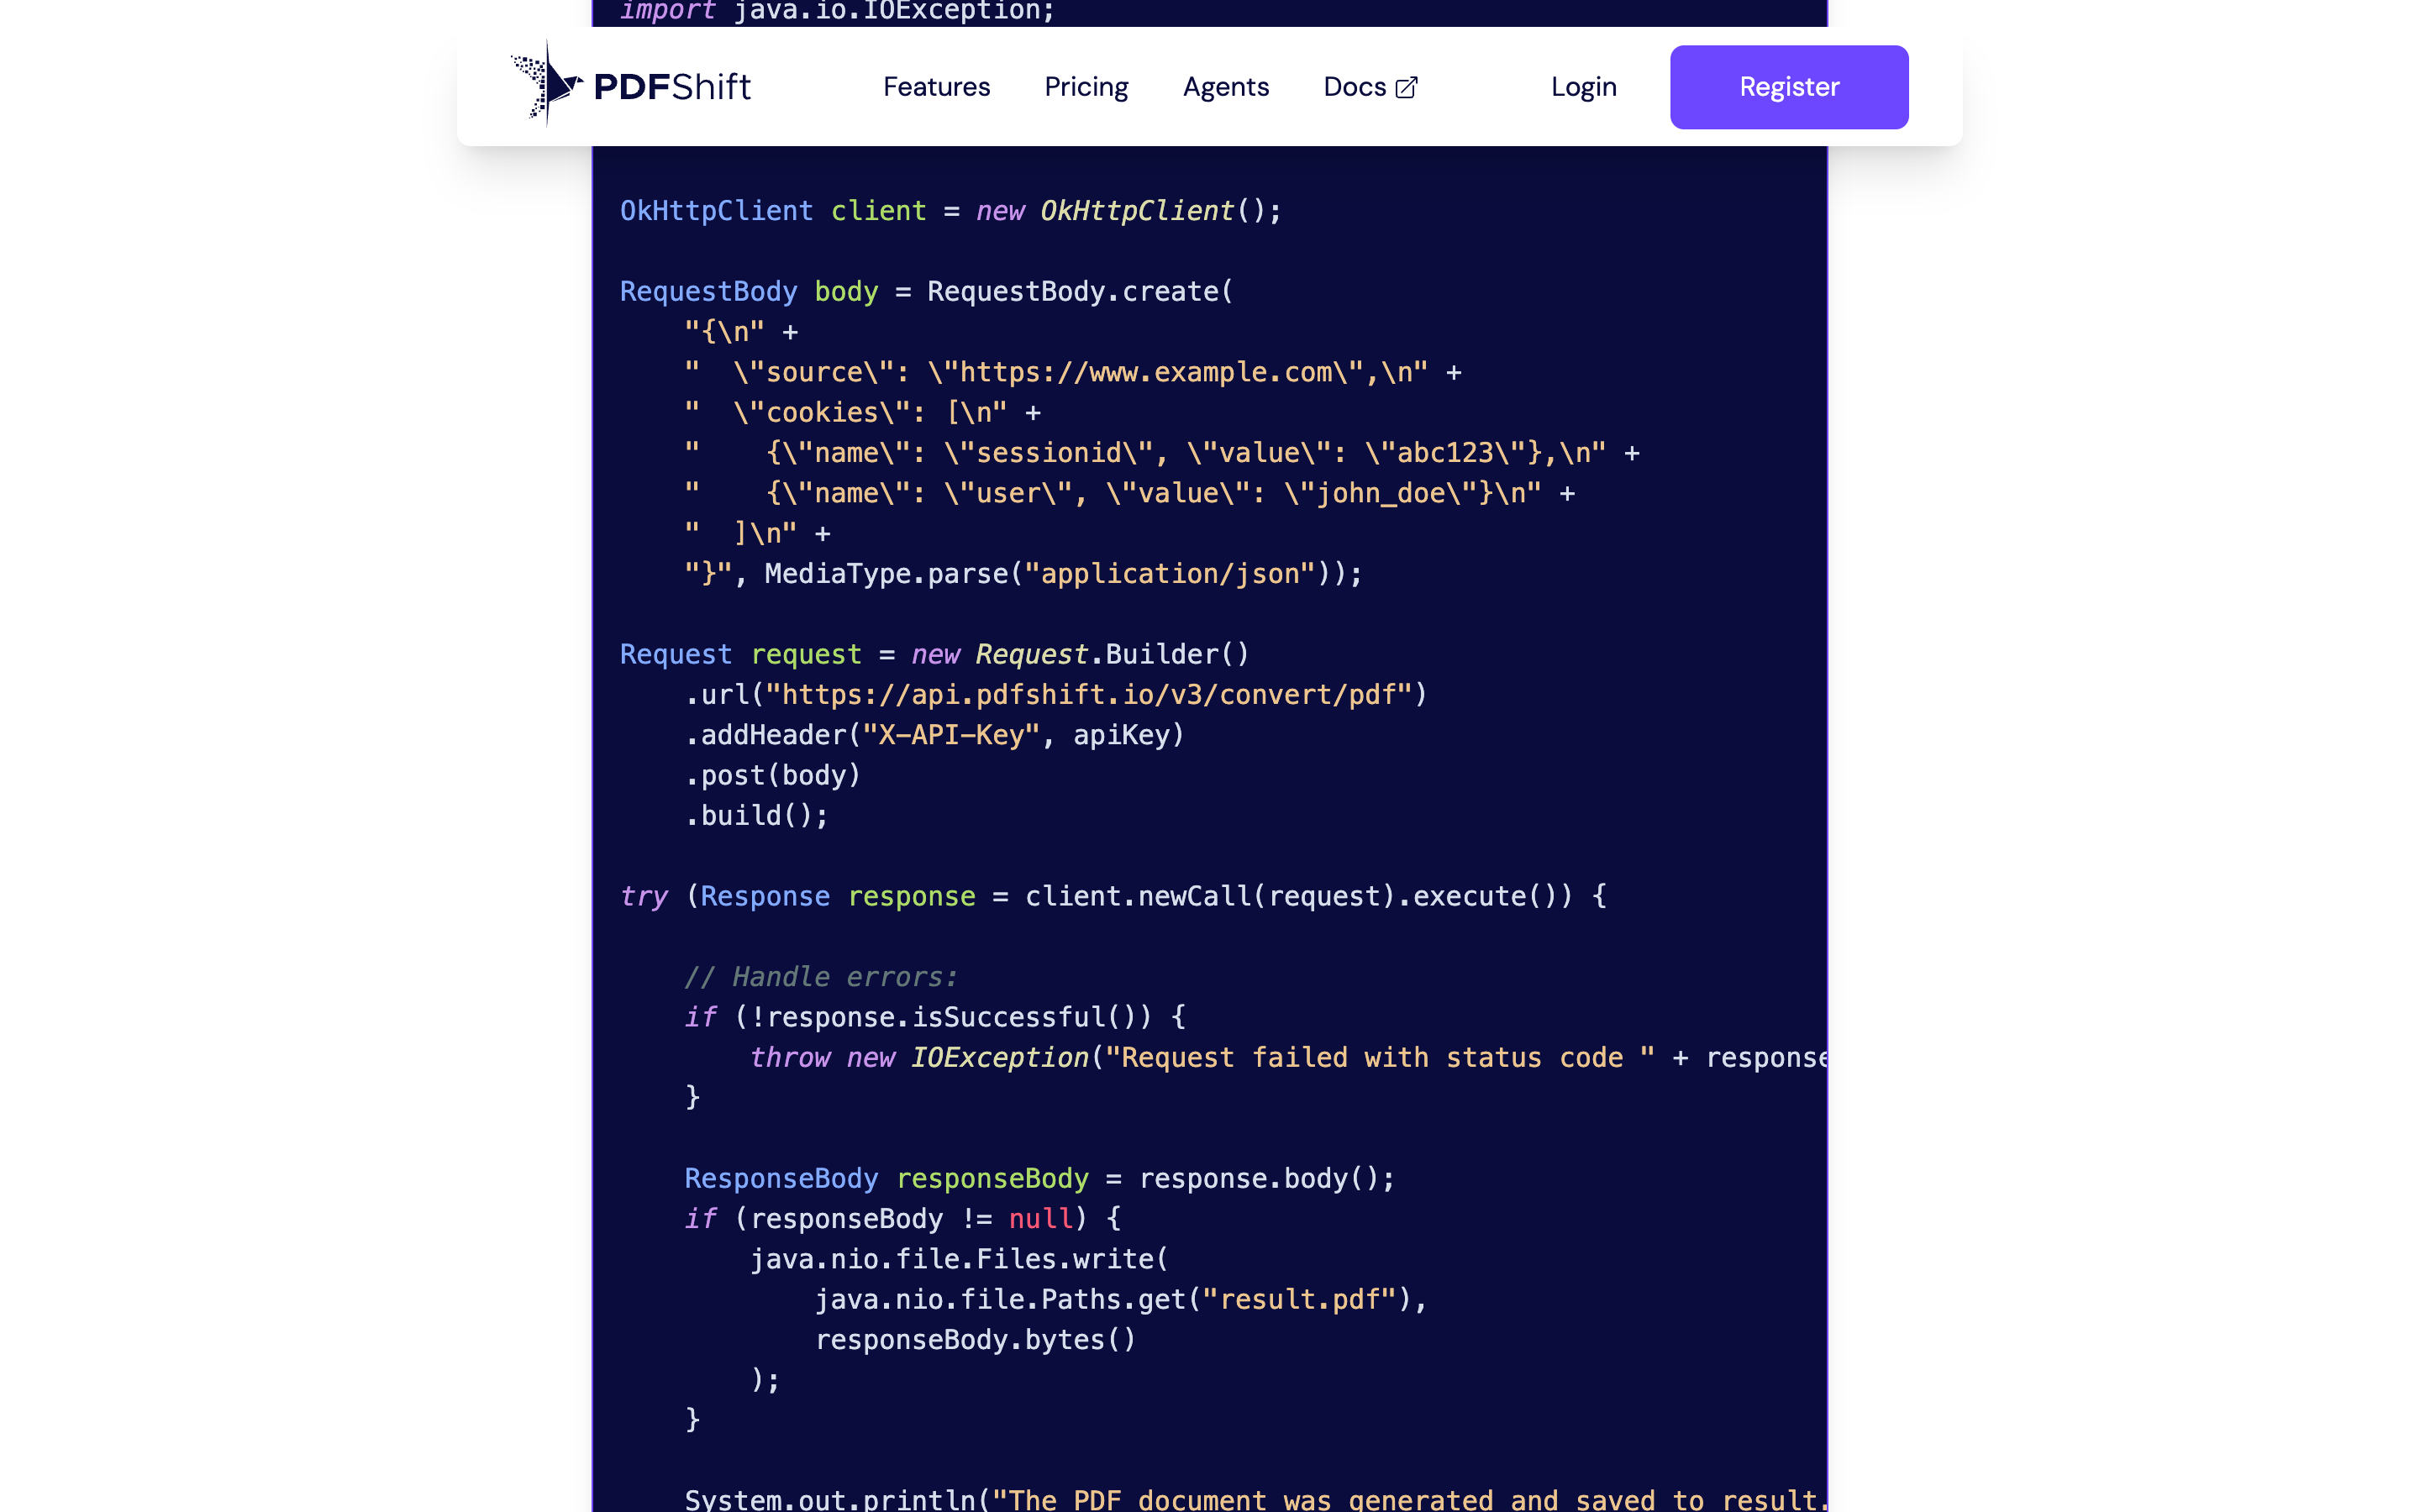 import java.io.IOException;
PDFShift Features Pricing Agents Docs Login Register
OkHttpClient client = new OkHttpClient();
RequestBody body = RequestBody.create(
"{\n" +
"  \"source\": \"https://www.example.com\",\n" +
"  \"cookies\": [\n" +
"    {\"name\": \"sessionid\", \"value\": \"abc123\"},\n" +
"    {\"name\": \"user\", \"value\": \"john_doe\"}\n" +
"  ]\n" +
"}", MediaType.parse("application/json"));
Request request = new Request.Builder()
.url("https://api.pdfshift.io/v3/convert/pdf")
.addHeader("X-API-Key", apiKey)
.post(body)
.build();
try (Response response = client.newCall(request).execute()) {
// Handle errors:
if (!response.isSuccessful()) {
throw new IOException("Request failed with status code " + response
}
ResponseBody responseBody = response.body();
if (responseBody != null) {
java.nio.file.Files.write(
java.nio.file.Paths.get("result.pdf"),
responseBody.bytes()
);
}
System.out.println("The PDF document was generated and saved to result.